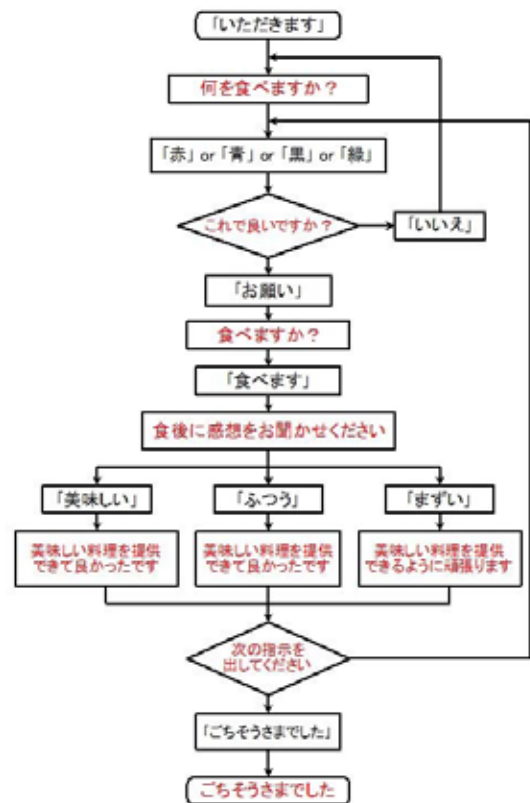 「いただきます」
何を食べますか？
「赤」or「青」or「黒」or「緑」
これで良いですか？
「いいえ」
「お願い」
食べますか？
「食べます」
食後に感想をお聞かせください
「美味しい」
「ふつう」
「まずい」
美味しい料理を提供
できて良かったです
美味しい料理を提供
できて良かったです
美味しい料理を提供
できるように頑張ります
次の指示を
出してください
「ごちそうさまでした」
ごちそうさまでした